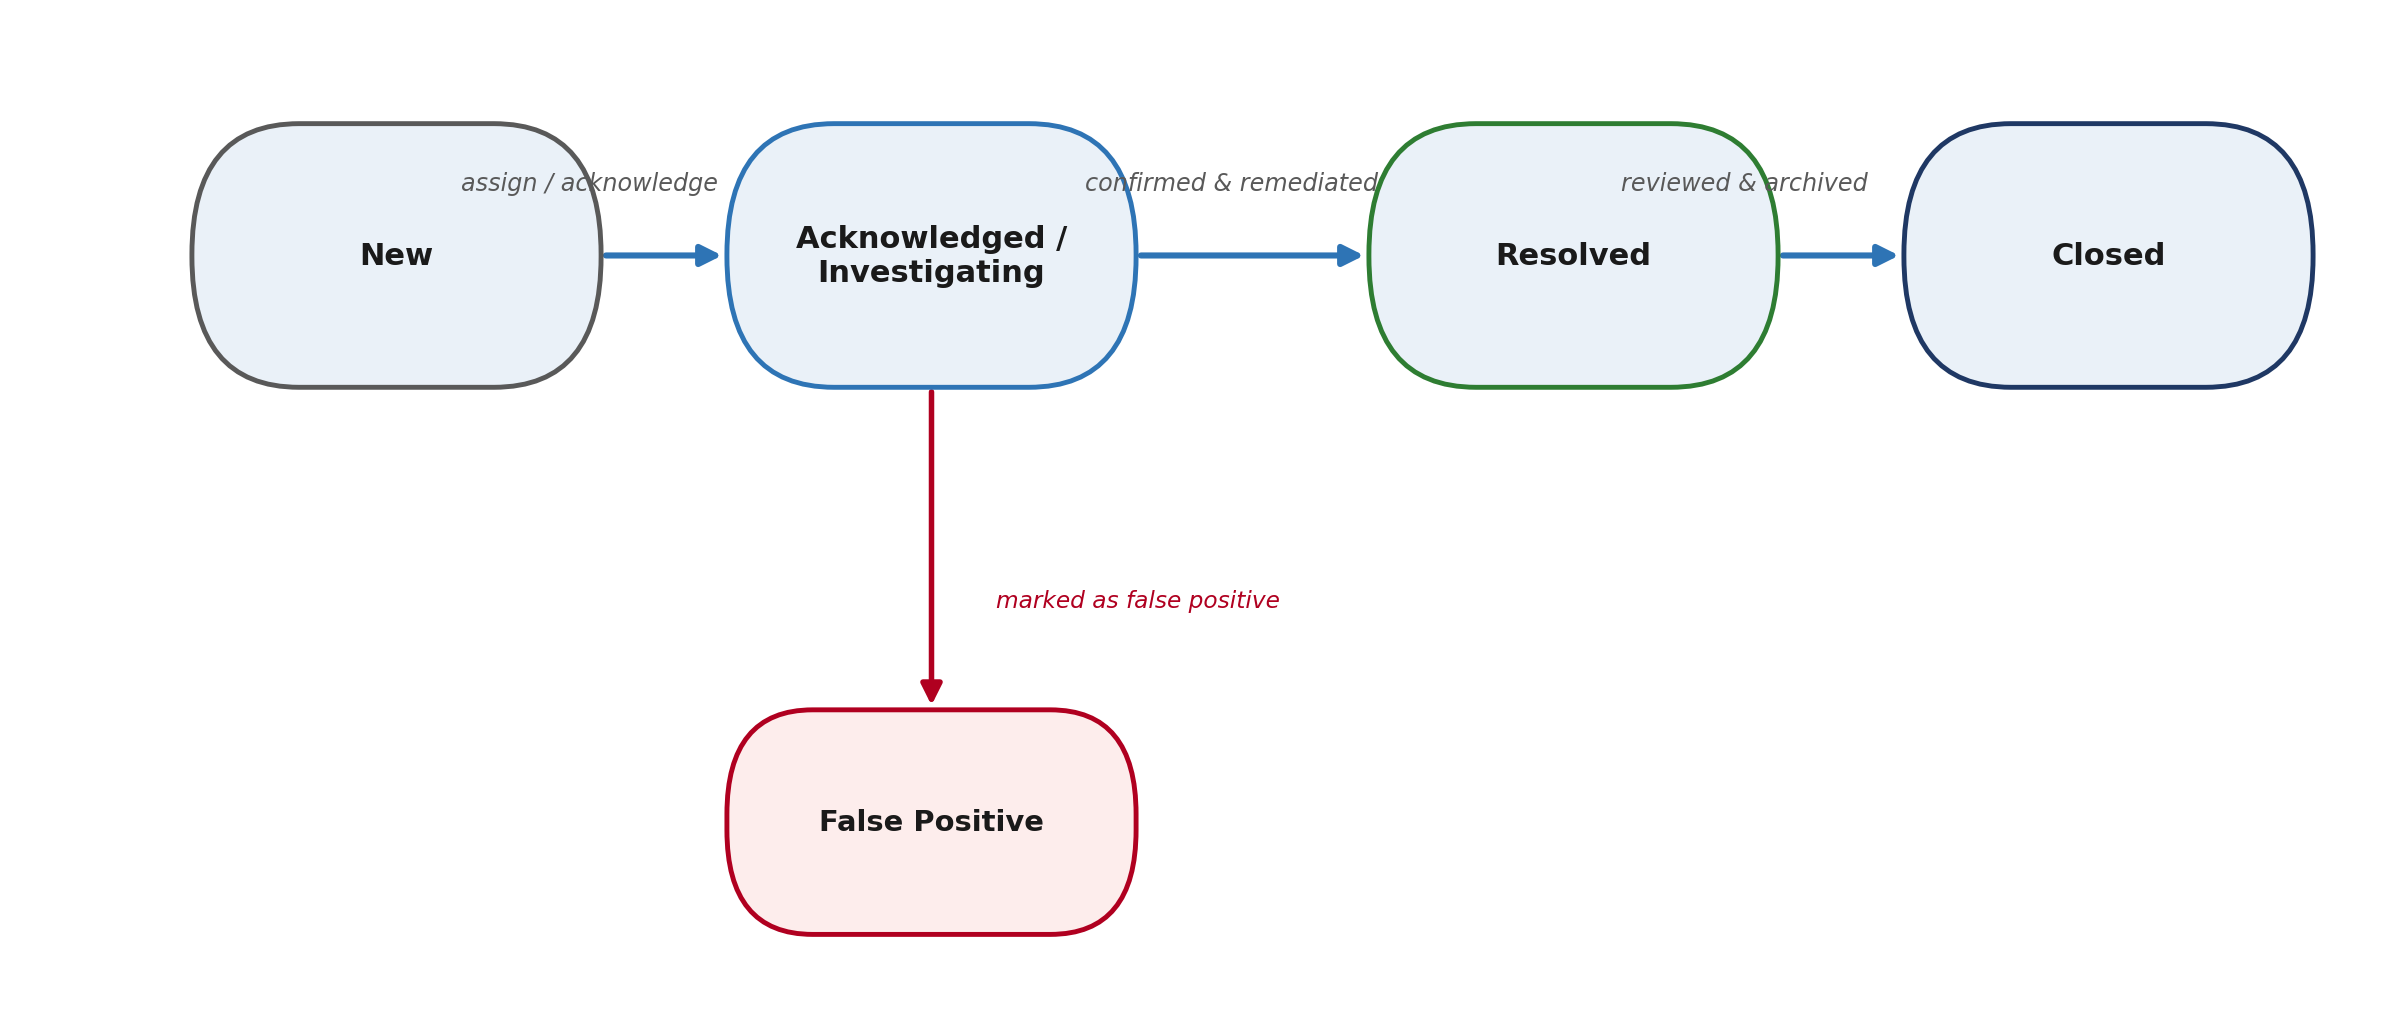 assign / acknowledge
confirmed & remediated
reviewed & archived
New
Acknowledged /
Investigating
Resolved
Closed
marked as false positive
False Positive